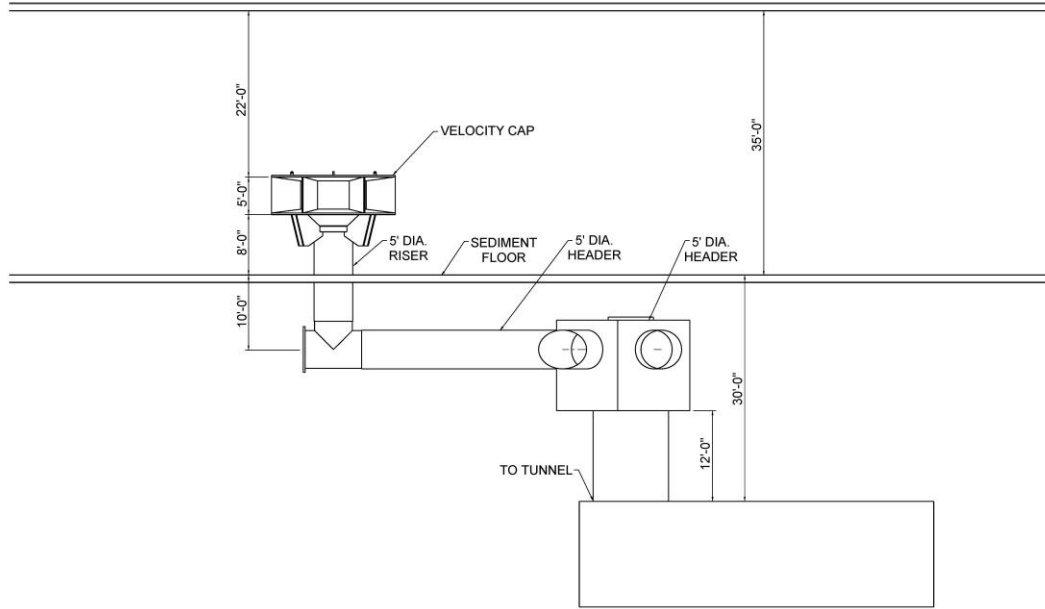 22'-0"
35'-0"
VELOCITY CAP
5'-0"
8'-0"
5' DIA.
RISER
SEDIMENT
FLOOR
5' DIA.
HEADER
5' DIA.
HEADER
10'-0"
30'-0"
12'-0"
TO TUNNEL